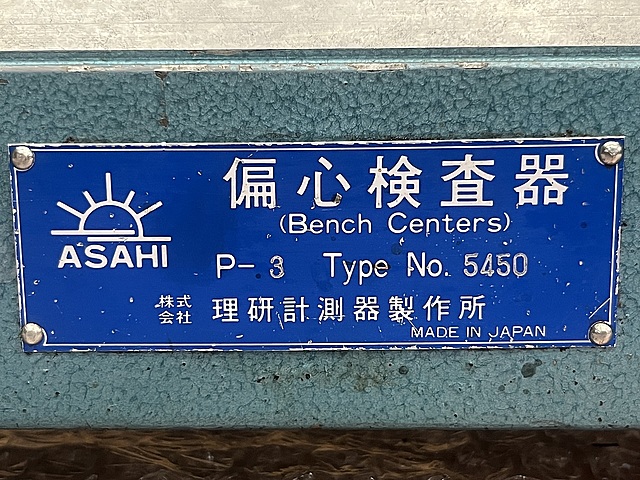 偏心検査器
(Bench Centers)
ASAHI
P-3 Type No. 5450
株式会社 理研計測器製作所
MADE IN JAPAN